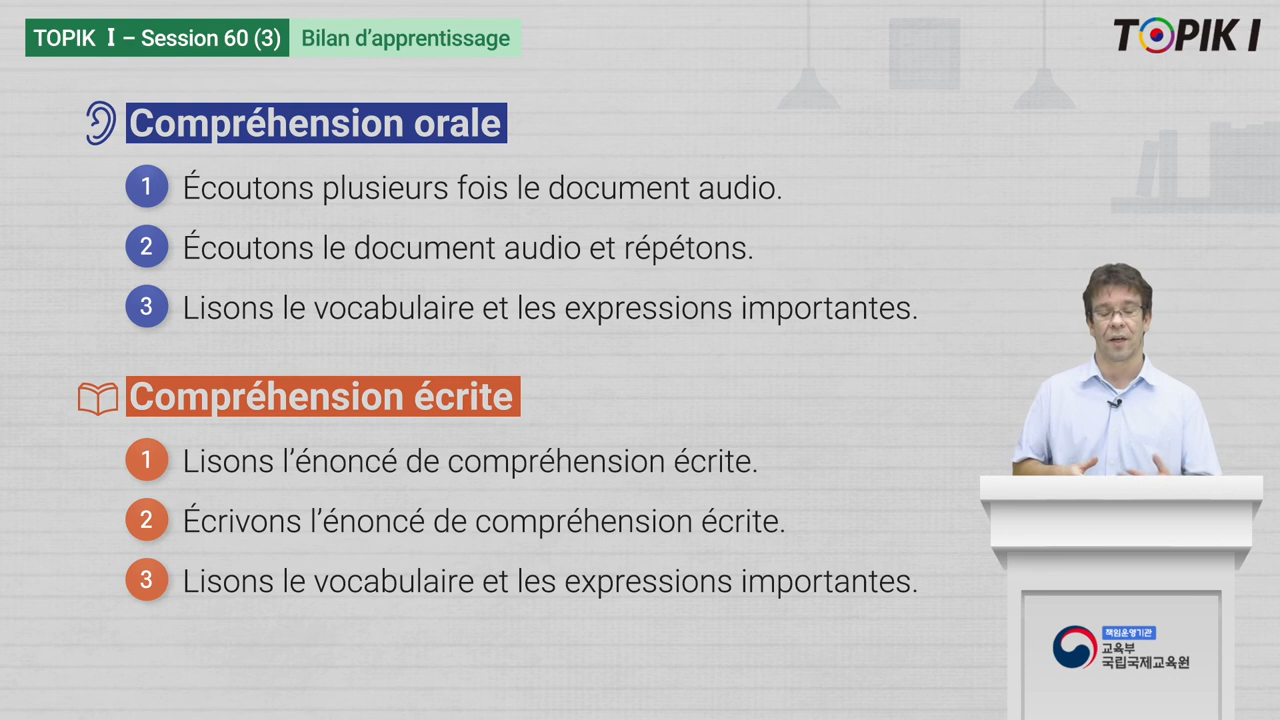 TOPIK Ⅰ – Session 60 (3) Bilan d’apprentissage
TOPIK I
Compréhension orale
1 Écoutons plusieurs fois le document audio.
2 Écoutons le document audio et répétons.
3 Lisons le vocabulaire et les expressions importantes.
Compréhension écrite
1 Lisons l’énoncé de compréhension écrite.
2 Écrivons l’énoncé de compréhension écrite.
3 Lisons le vocabulaire et les expressions importantes.
책임운영기관
교육부
국립국제교육원